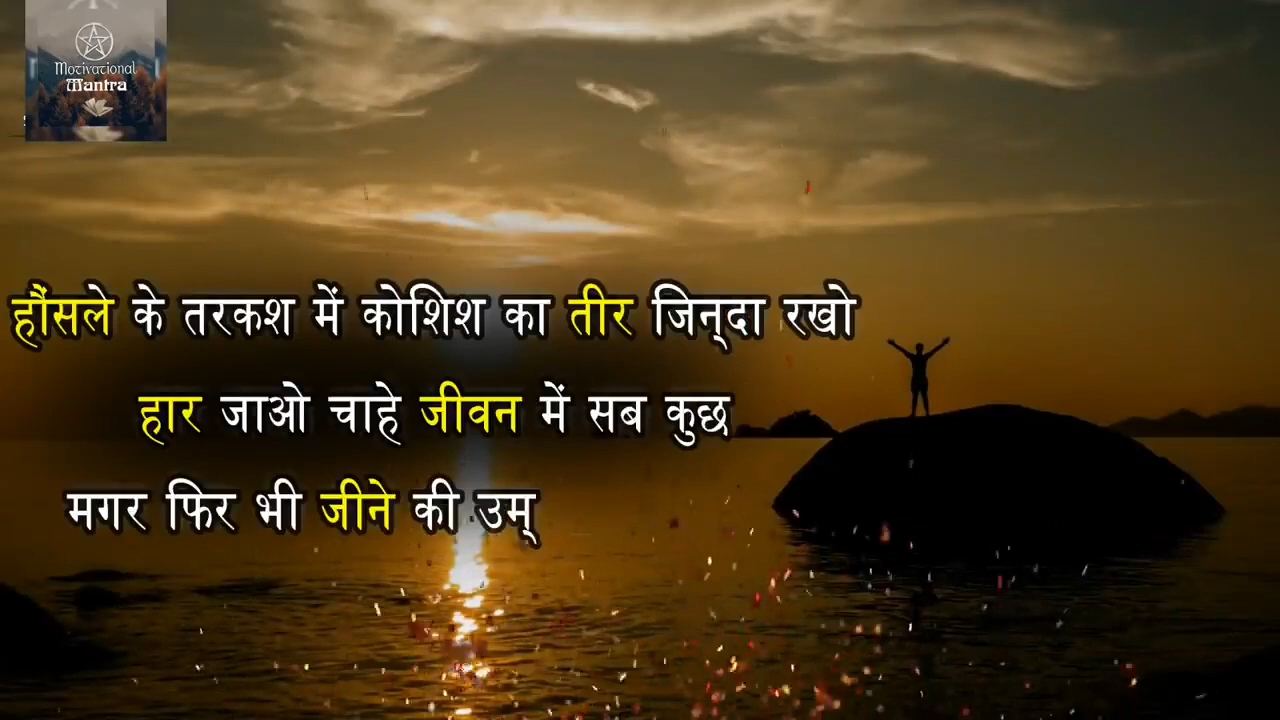 Motivational
Mantra
हौंसले के तरकश में कोशिश का तीर जिन्दा रखो
हार जाओ चाहे जीवन में सब कुछ
मगर फिर भी जीने की उम्